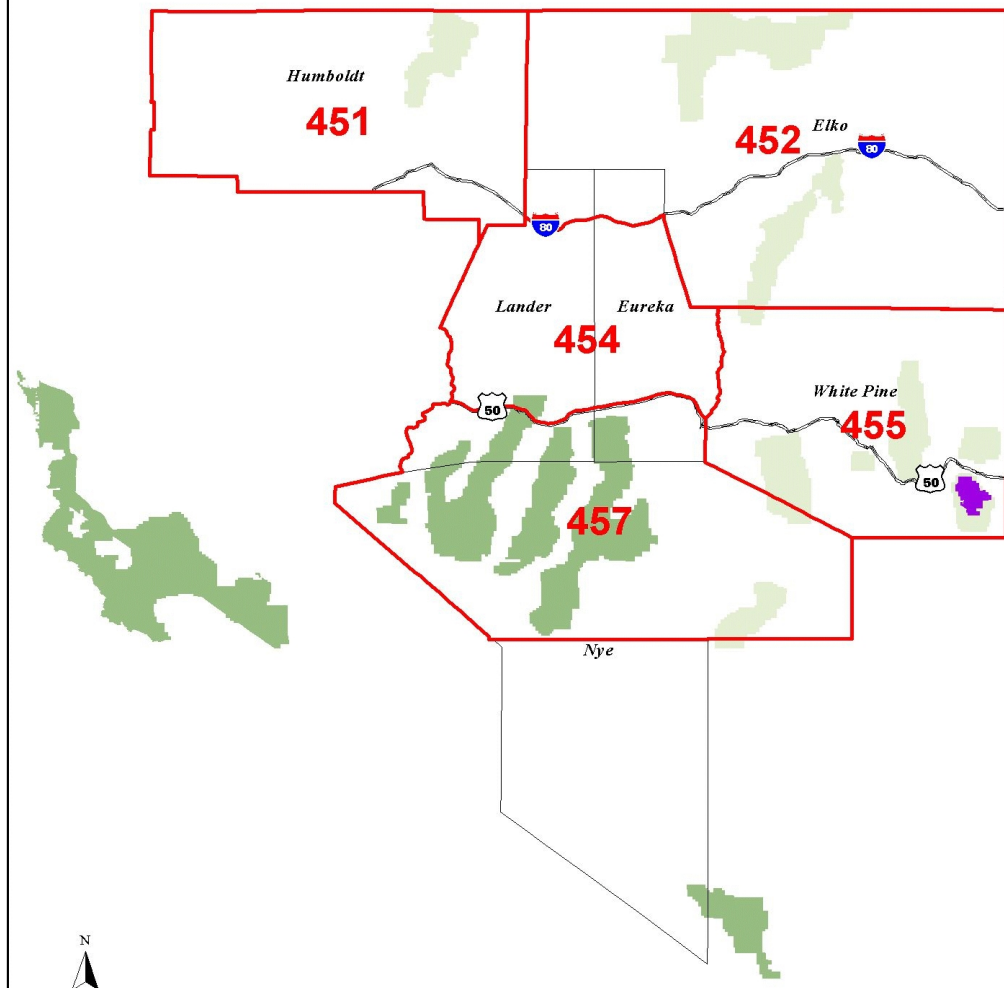 Humboldt
451
Elko
452
80
80
Lander
Eureka
454
White Pine
455
50
50
457
Nye
N